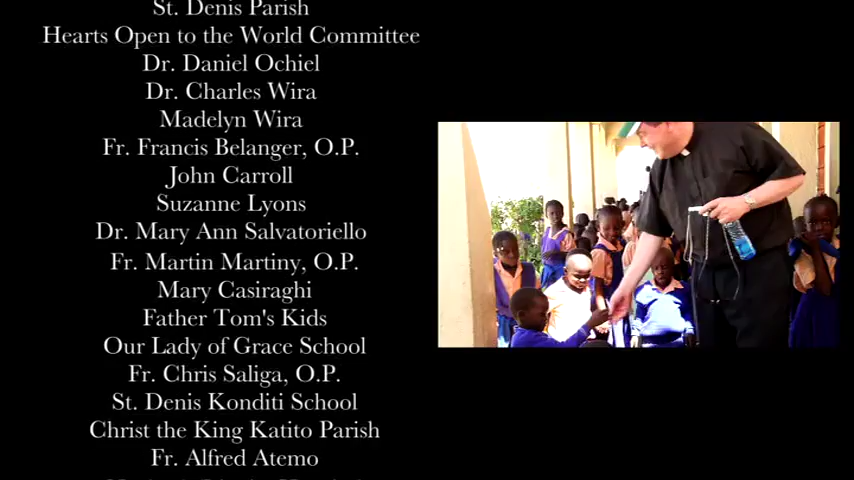 St. Denis Parish
Hearts Open to the World Committee
Dr. Daniel Ochiel
Dr. Charles Wira
Madelyn Wira
Fr. Francis Belanger, O.P.
John Carroll
Suzanne Lyons
Dr. Mary Ann Salvatoriello
Fr. Martin Martiny, O.P.
Mary Casiraghi
Father Tom's Kids
Our Lady of Grace School
Fr. Chris Saliga, O.P.
St. Denis Konditi School
Christ the King Katito Parish
Fr. Alfred Atemo